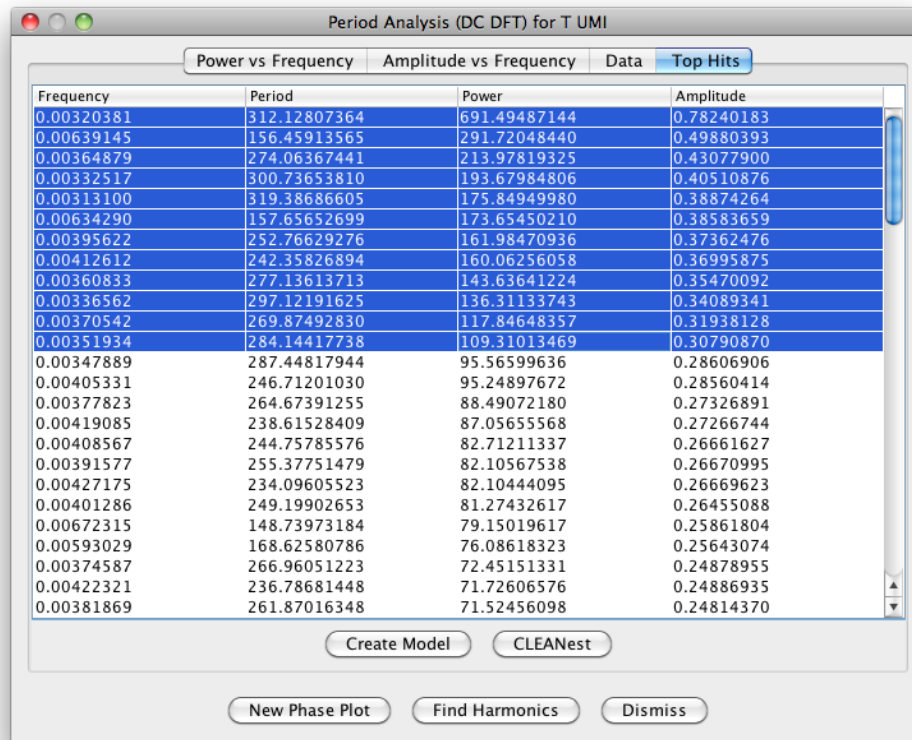 Period Analysis (DC DFT) for T UMI
Power vs Frequency Amplitude vs Frequency Data Top Hits
Frequency Period Power Amplitude
0.00320381 312.12807364 691.49487144 0.78240183
0.00639145 156.45913565 291.72048440 0.49880393
0.00364879 274.06367441 213.97819325 0.43077900
0.00332517 300.73653810 193.67984806 0.40510876
0.00313100 319.38686605 175.84949980 0.38874264
0.00634290 157.65652699 173.65450210 0.38583659
0.00395622 252.76629276 161.98470936 0.37362476
0.00412612 242.35826894 160.06256058 0.36995875
0.00360833 277.13613713 143.63641224 0.35470092
0.00336562 297.12191625 136.31133743 0.34089341
0.00370542 269.87492830 117.84648357 0.31938128
0.00351934 284.14417738 109.31013469 0.30790870
0.00347889 287.44817944 95.56599636 0.28606906
0.00405331 246.71201030 95.24897672 0.28560414
0.00377823 264.67391255 88.49072180 0.27326891
0.00419085 238.61528409 87.05655568 0.27266744
0.00408567 244.75785576 82.71211337 0.26661627
0.00391577 255.37751479 82.10567538 0.26670995
0.00427175 234.09605523 82.10444095 0.26669623
0.00401286 249.19902653 81.27432617 0.26455088
0.00672315 148.73973184 79.15019617 0.25861804
0.00593029 168.62580786 76.08618323 0.25643074
0.00374587 266.96051223 72.45151331 0.24878955
0.00422321 236.78681448 71.72606576 0.24886935
0.00381869 261.87016348 71.52456098 0.24814370
Create Model CLEANest
New Phase Plot Find Harmonics Dismiss